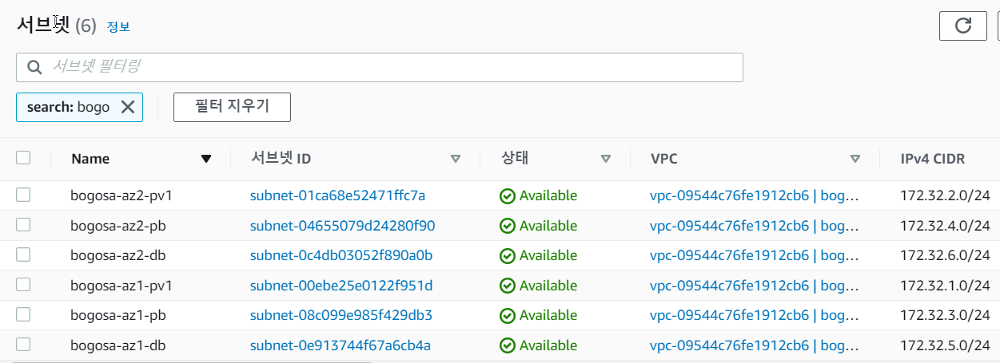 서브넷 (6) 정보
서브넷 필터링
search: bogo 필터 지우기
Name 서브넷 ID 상태 VPC IPv4 CIDR
bogosa-az2-pv1 subnet-01ca68e52471ffc7a Available vpc-09544c76fe1912cb6 | bog… 172.32.2.0/24
bogosa-az2-pb subnet-04655079d24280f90 Available vpc-09544c76fe1912cb6 | bog… 172.32.4.0/24
bogosa-az2-db subnet-0c4db03052f890a0b Available vpc-09544c76fe1912cb6 | bog… 172.32.6.0/24
bogosa-az1-pv1 subnet-00ebe25e0122f951d Available vpc-09544c76fe1912cb6 | bog… 172.32.1.0/24
bogosa-az1-pb subnet-08c099e985f429db3 Available vpc-09544c76fe1912cb6 | bog… 172.32.3.0/24
bogosa-az1-db subnet-0e913744f67a6cb4a Available vpc-09544c76fe1912cb6 | bog… 172.32.5.0/24